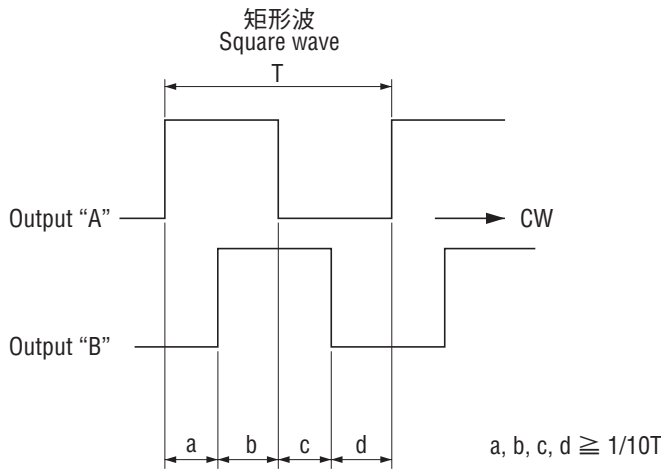 矩形波
Square wave
T
Output “A”
CW
Output “B”
a
b
c
d
a, b, c, d ≧ 1/10T